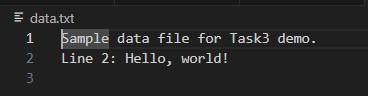 data.txt
1 Sample data file for Task3 demo.
2 Line 2: Hello, world!
3